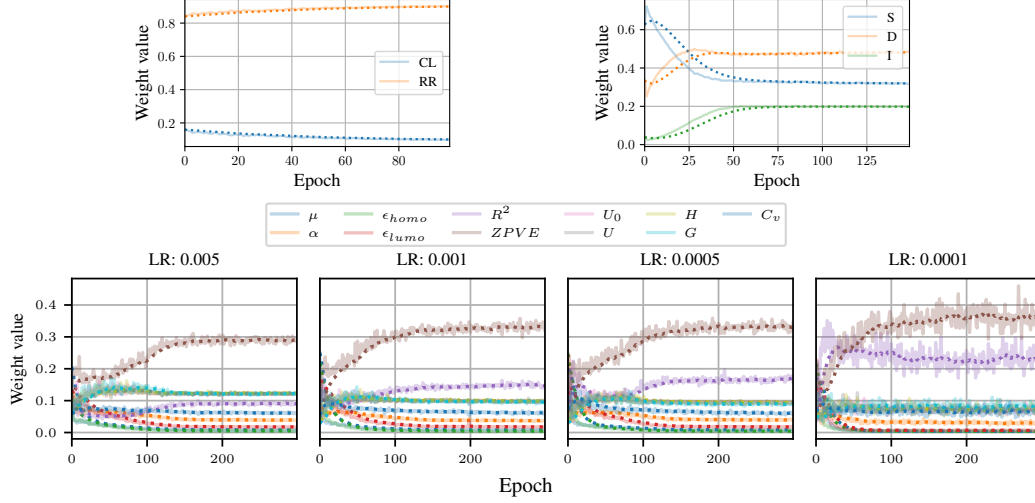 Weight value
0.8
0.6
0.4
0.2
CL
RR
0
20
40
60
80
Epoch
Weight value
0.6
0.4
0.2
0.0
S
D
I
0
25
50
75
100
125
Epoch
μ ϵ_homo R² U₀ H C_v
α ϵ_lumo ZPVE U G
LR: 0.005 LR: 0.001 LR: 0.0005 LR: 0.0001
Weight value
0.4
0.3
0.2
0.1
0.0
0 100 200 0 100 200 0 100 200 0 100 200
Epoch